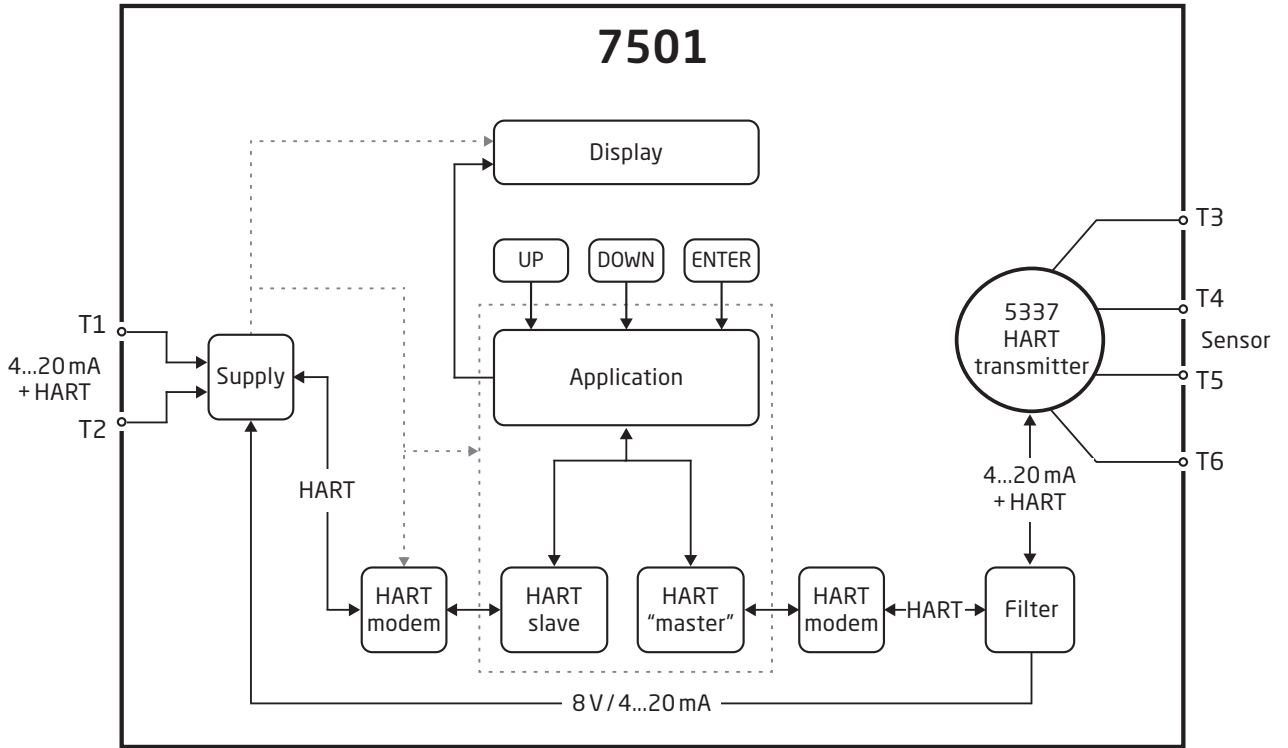 7501
Display
UP
DOWN
ENTER
T1
4...20 mA
+ HART
T2
Supply
Application
5337
HART
transmitter
T3
T4
Sensor
T5
T6
HART
4...20 mA
+ HART
HART
modem
HART
slave
HART
“master”
HART
modem
HART
Filter
8 V / 4...20 mA